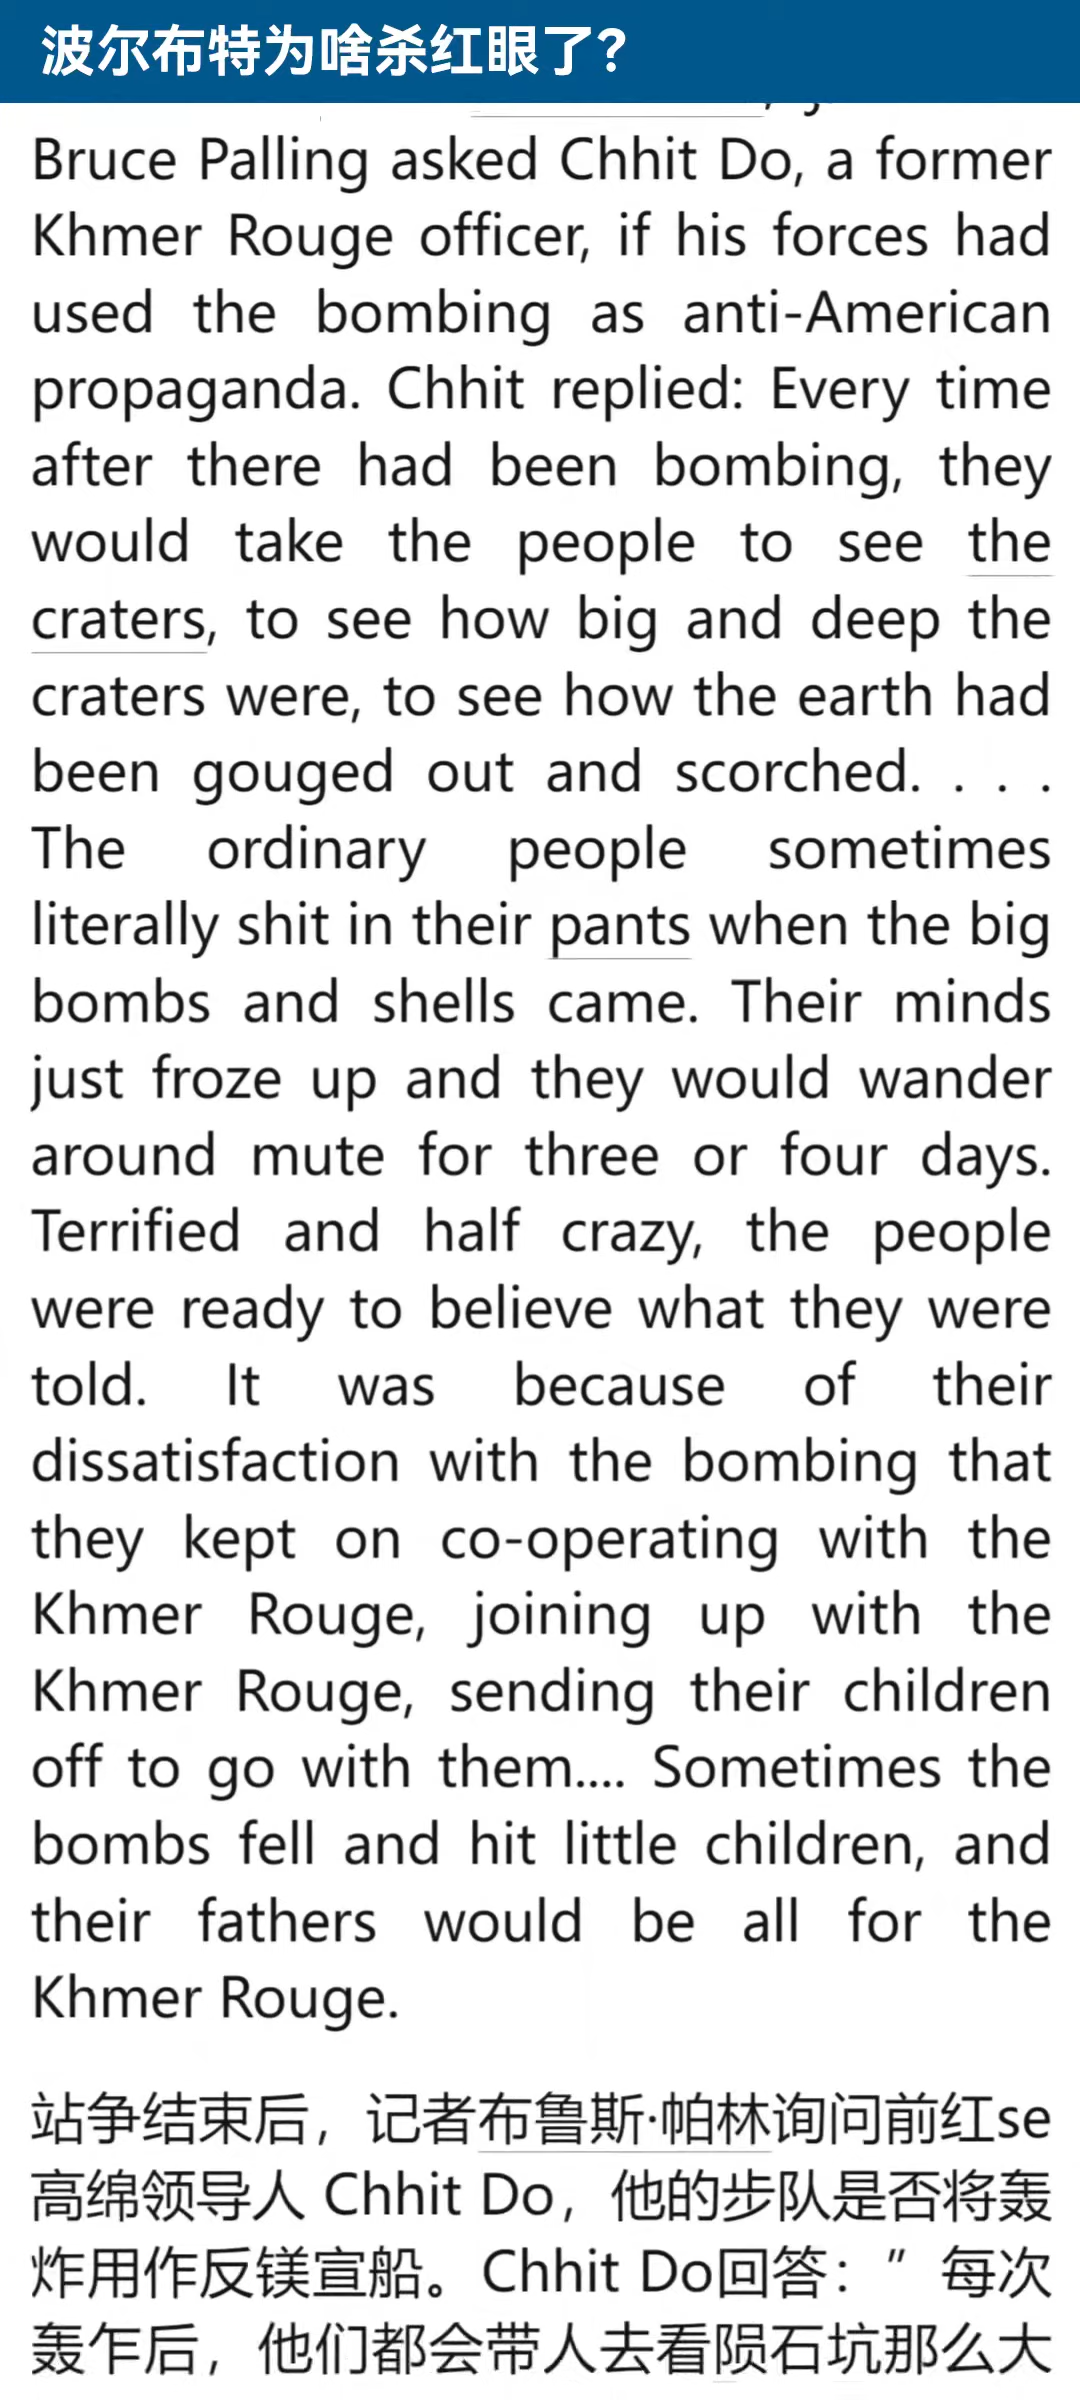 波尔布特为啥杀红眼了？
Bruce Palling asked Chhit Do, a former
Khmer Rouge officer, if his forces had
used the bombing as anti-American
propaganda. Chhit replied: Every time
after there had been bombing, they
would take the people to see the
craters, to see how big and deep the
craters were, to see how the earth had
been gouged out and scorched. . . .
The ordinary people sometimes
literally shit in their pants when the big
bombs and shells came. Their minds
just froze up and they would wander
around mute for three or four days.
Terrified and half crazy, the people
were ready to believe what they were
told. It was because of their
dissatisfaction with the bombing that
they kept on co-operating with the
Khmer Rouge, joining up with the
Khmer Rouge, sending their children
off to go with them.... Sometimes the
bombs fell and hit little children, and
their fathers would be all for the
Khmer Rouge.
站争结束后，记者布鲁斯·帕林询问前红se
高绵领导人 Chhit Do，他的步队是否将轰
炸用作反镁宣船。Chhit Do回答：＂每次
轰乍后，他们都会带人去看陨石坑那么大